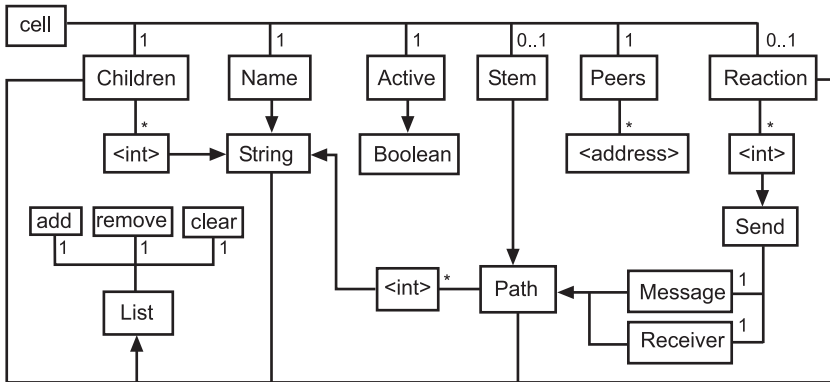 cell
1 1 1 0..1 1 0..1
Children Name Active Stem Peers Reaction
* * *
<int> String Boolean <address> <int>
add remove clear Send
1 1 1
<int> * Path Message 1
List Receiver 1